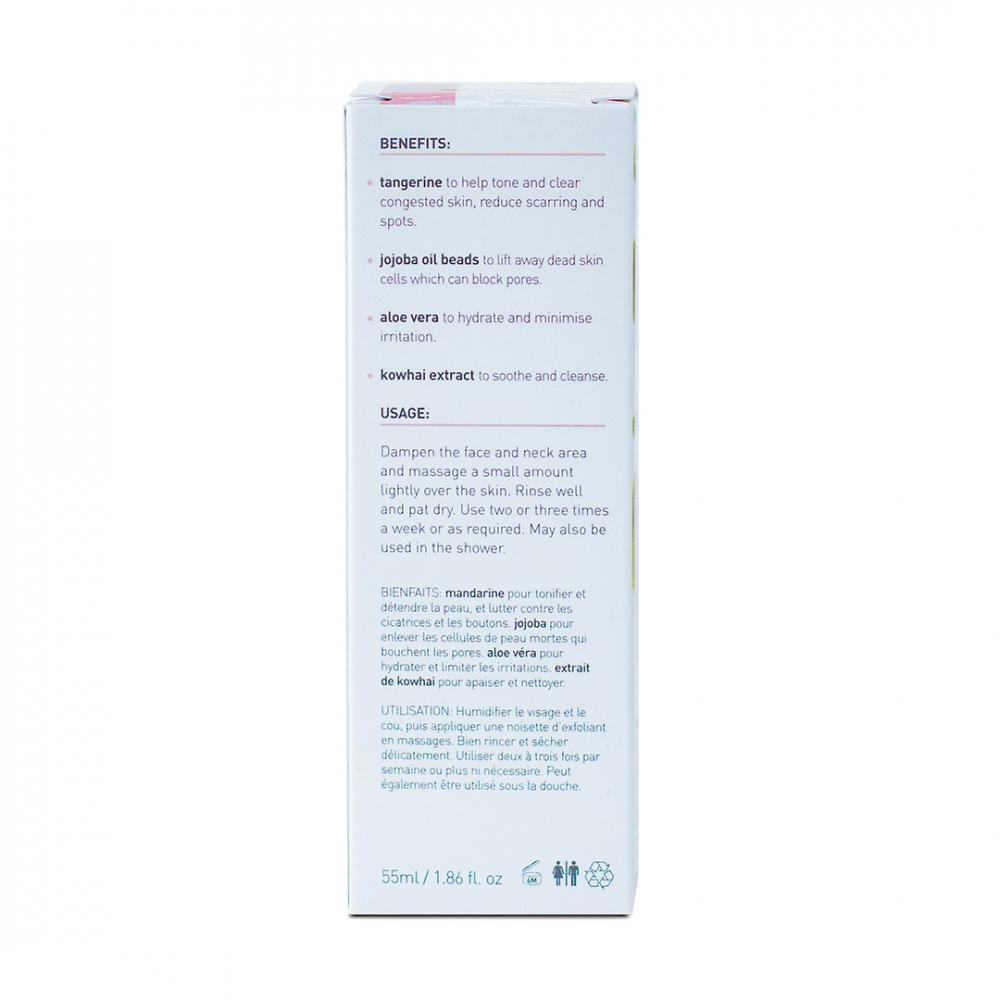 BENEFITS:
• tangerine to help tone and clear
congested skin, reduce scarring and
spots.
• jojoba oil beads to lift away dead skin
cells which can block pores.
• aloe vera to hydrate and minimise
irritation.
• kowhai extract to soothe and cleanse.
USAGE:
Dampen the face and neck area
and massage a small amount
lightly over the skin. Rinse well
and pat dry. Use two or three times
a week or as required. May also be
used in the shower.
BIENFAITS: mandarine pour tonifier et
détendre la peau, et lutter contre les
cicatrices et les boutons. jojoba pour
enlever les cellules de peau mortes qui
bouchent les pores. aloe véra pour
hydrater et limiter les irritations. extrait
de kowhai pour apaiser et nettoyer.
UTILISATION: Humidifier le visage et le
cou, puis appliquer une noisette d'exfoliant
en massages. Bien rincer et sécher
délicatement. Utiliser deux à trois fois par
semaine ou plus ni nécessaire. Peut
également être utilisé sous la douche.
55ml / 1.86 fl. oz 6M